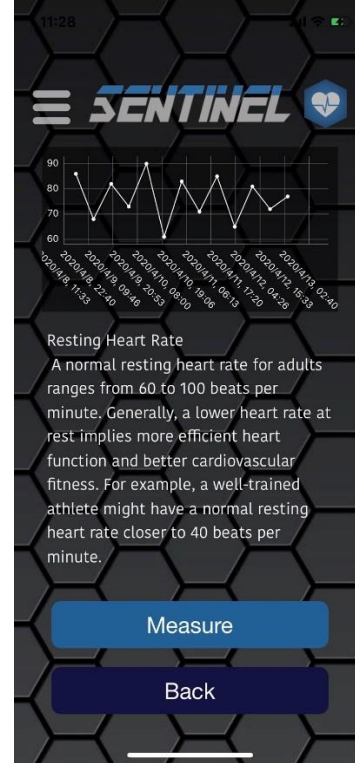 11:28
SENTINEL
90
80
70
60
2020/4/8, 11:33
2020/4/8, 22:40
2020/4/9, 09:46
2020/4/9, 20:53
2020/4/10, 08:00
2020/4/10, 19:06
2020/4/11, 06:13
2020/4/11, 17:20
2020/4/12, 04:26
2020/4/12, 15:33
2020/4/13, 02:40
Resting Heart Rate
A normal resting heart rate for adults
ranges from 60 to 100 beats per
minute. Generally, a lower heart rate at
rest implies more efficient heart
function and better cardiovascular
fitness. For example, a well-trained
athlete might have a normal resting
heart rate closer to 40 beats per
minute.
Measure
Back